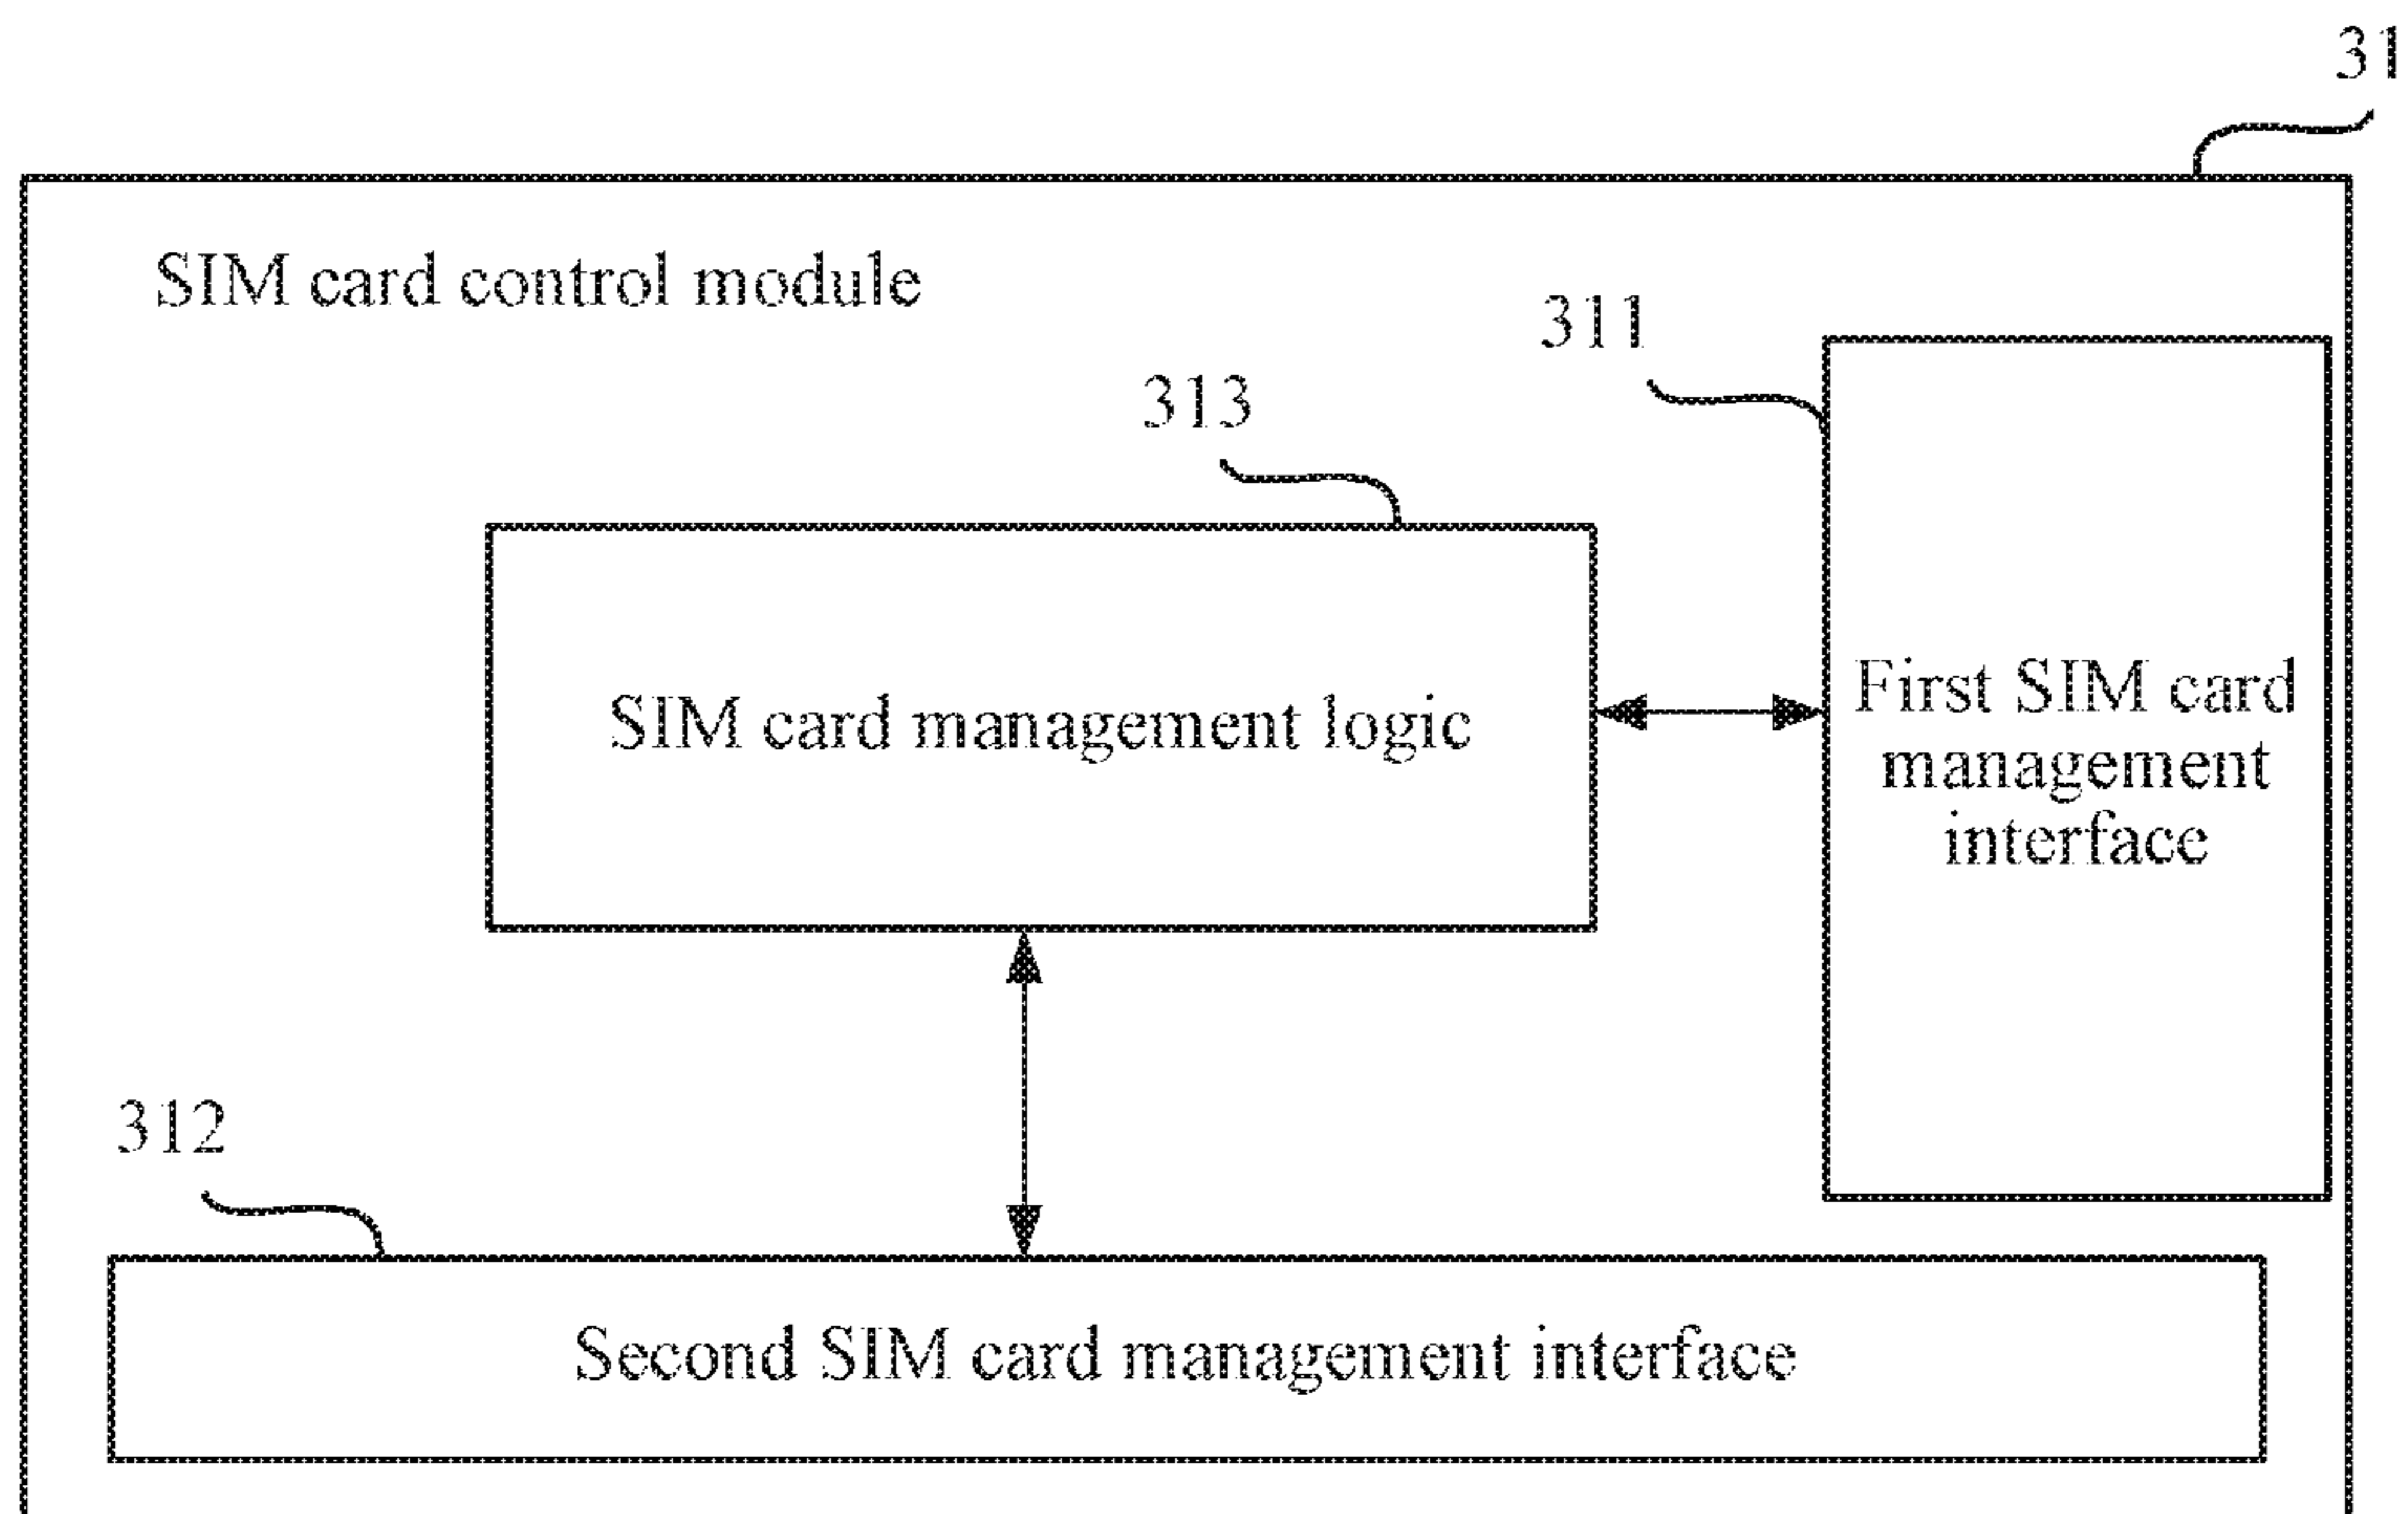 31
SIM card control module
311
313
SIM card management logic
First SIM card
management
interface
312
Second SIM card management interface